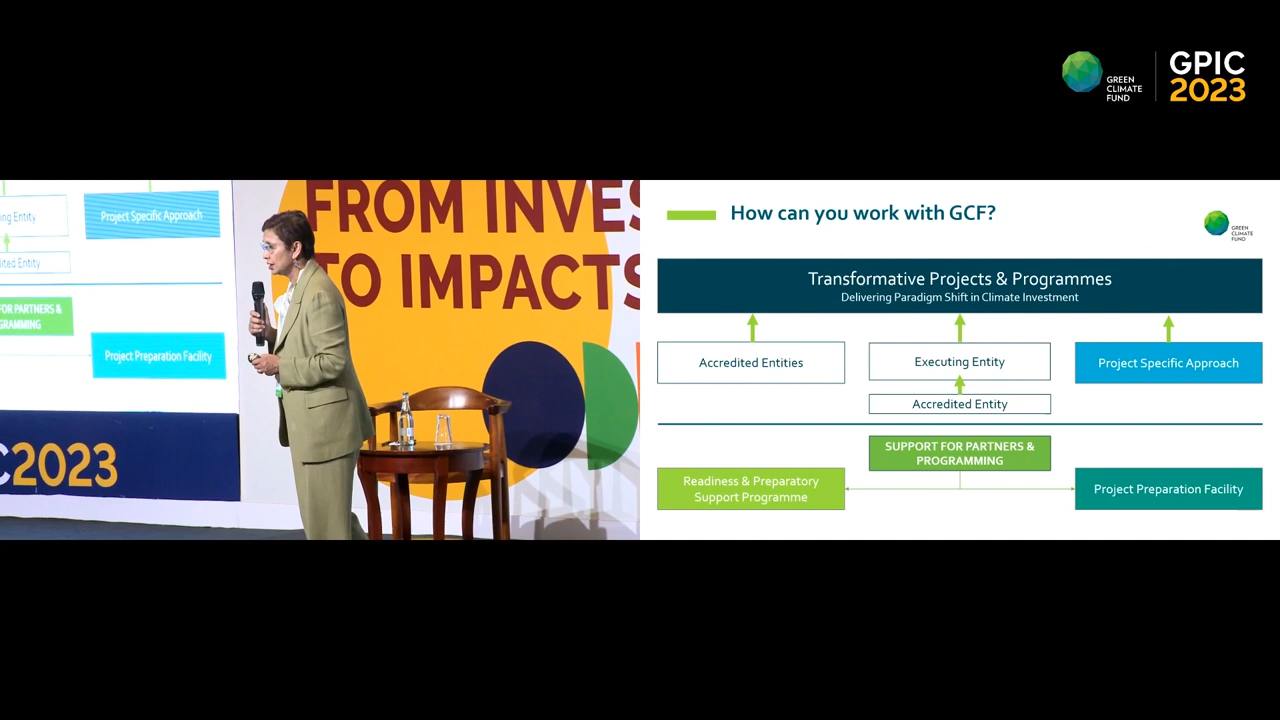 GREEN
CLIMATE
FUND
GPIC
2023
ng Entity
Project Specific Approach
ited Entity
FOR PARTNERS &
GRAMMING
Project Preparation Facility
C2023
FROM INVES
TO IMPACTS
How can you work with GCF?
GREEN
CLIMATE
FUND
Transformative Projects & Programmes
Delivering Paradigm Shift in Climate Investment
Accredited Entities
Executing Entity
Project Specific Approach
Accredited Entity
SUPPORT FOR PARTNERS &
PROGRAMMING
Readiness & Preparatory
Support Programme
Project Preparation Facility